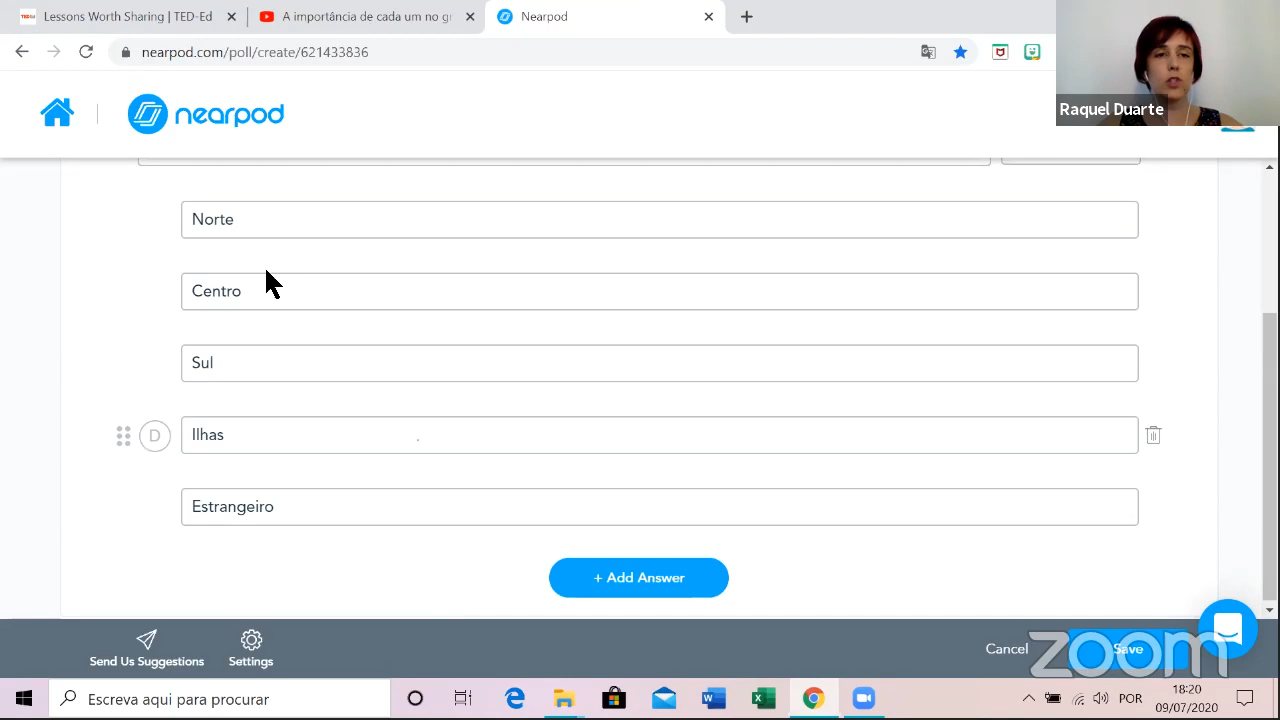 Lessons Worth Sharing | TED-Ed
A importância de cada um no gr
Nearpod
nearpod.com/poll/create/621433836
nearpod
Raquel Duarte
Norte
Centro
Sul
D
Ilhas
Estrangeiro
+ Add Answer
Send Us Suggestions
Settings
Cancel
Save
zoom
Escreva aqui para procurar
POR
18:20
09/07/2020